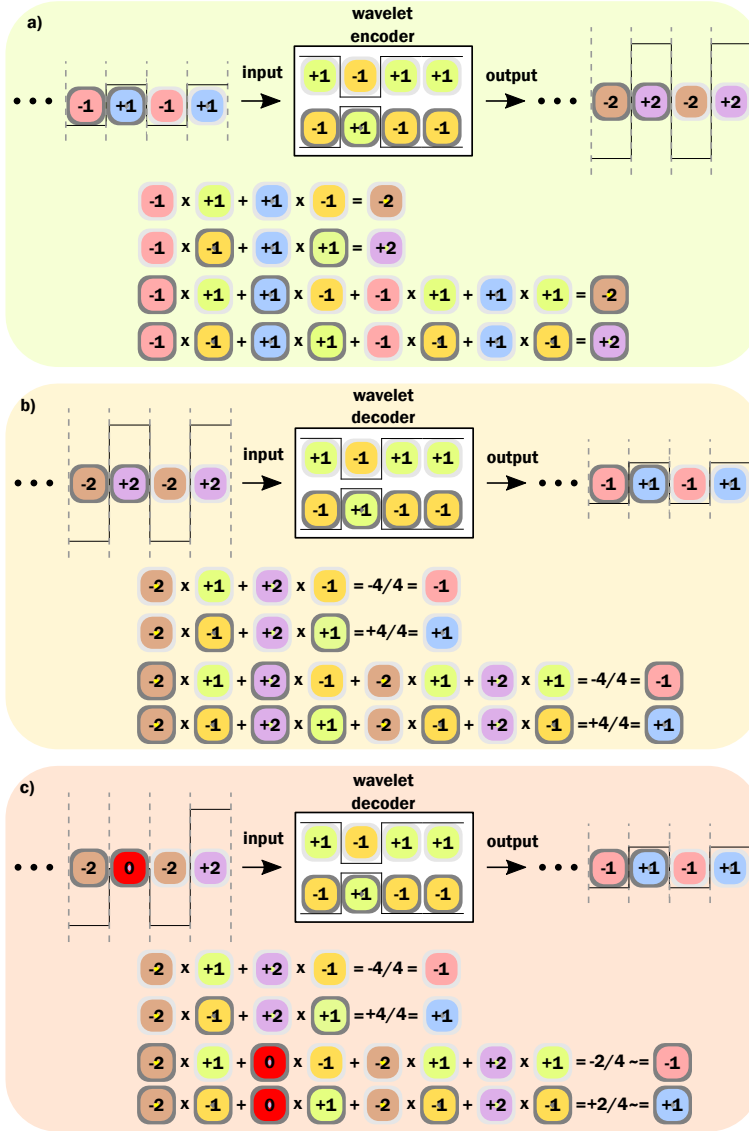 a)
wavelet
encoder
-1 +1 -1 +1
input
+1 -1 +1 +1
-1 +1 -1 -1
output
-2 +2 -2 +2
-1 x +1 + +1 x -1 = -2
-1 x -1 + +1 x +1 = +2
-1 x +1 + +1 x -1 + -1 x +1 + +1 x +1 = -2
-1 x -1 + +1 x +1 + -1 x -1 + +1 x -1 = +2
b)
wavelet
decoder
-2 +2 -2 +2
input
+1 -1 +1 +1
-1 +1 -1 -1
output
-1 +1 -1 +1
-2 x +1 + +2 x -1 = -4/4 = -1
-2 x -1 + +2 x +1 =+4/4= +1
-2 x +1 + +2 x -1 + -2 x +1 + +2 x +1 = -4/4 = -1
-2 x -1 + +2 x +1 + -2 x -1 + +2 x -1 =+4/4= +1
c)
wavelet
decoder
-2 0 -2 +2
input
+1 -1 +1 +1
-1 +1 -1 -1
output
-1 +1 -1 +1
-2 x +1 + +2 x -1 =-4/4 = -1
-2 x -1 + +2 x +1 =+4/4= +1
-2 x +1 + 0 x -1 + -2 x +1 + +2 x +1 =-2/4 ~= -1
-2 x -1 + 0 x +1 + -2 x -1 + +2 x -1 =+2/4~= +1